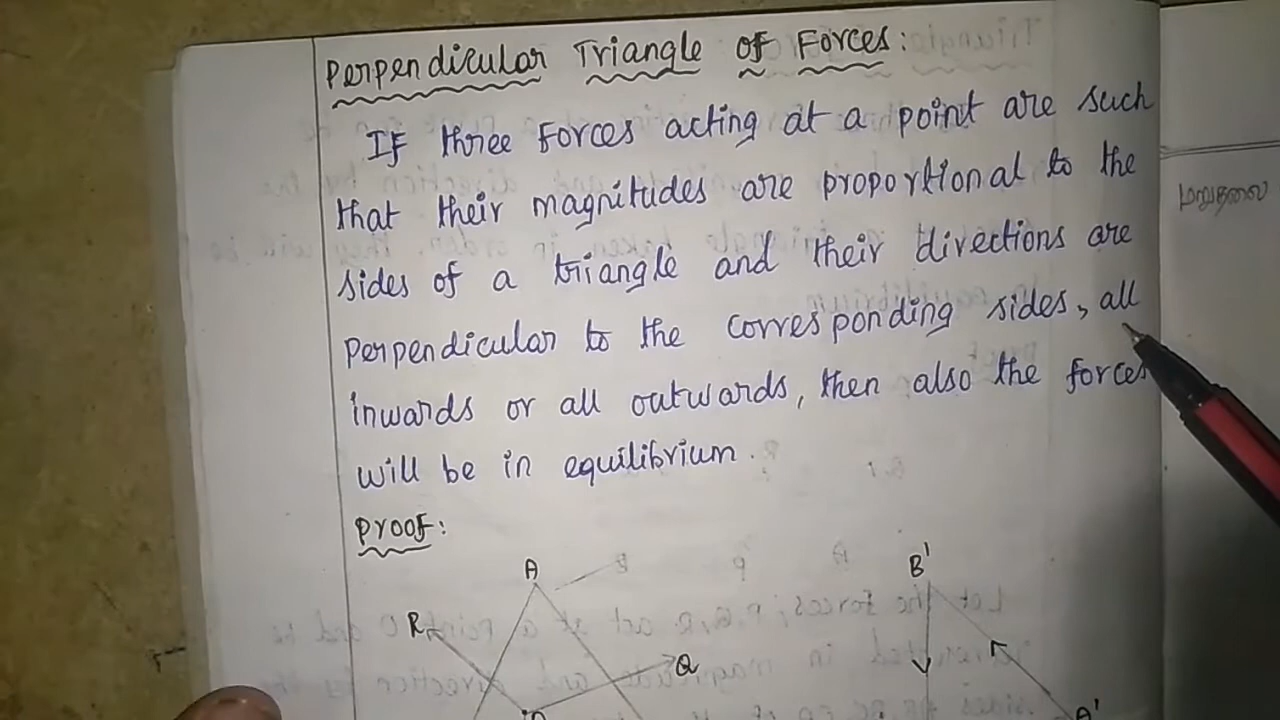 Perpendicular Triangle of Forces:
If three Forces acting at a point are such
that their magnitudes are proportional to the
sides of a triangle and their directions are
perpendicular to the corresponding sides, all
inwards or all outwards, then also the forces
will be in equilibrium.
Proof:
A
B'
R
Q
A'